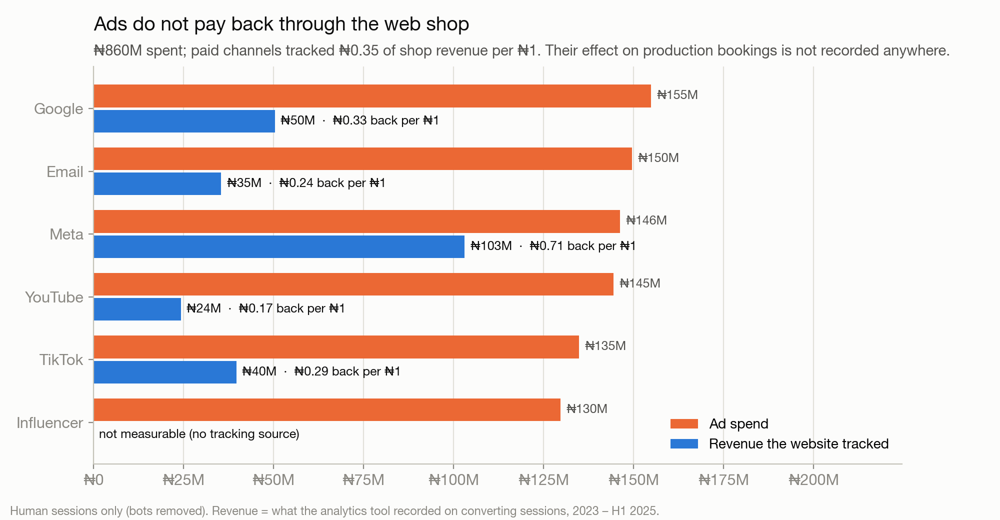 Ads do not pay back through the web shop
₦860M spent; paid channels tracked ₦0.35 of shop revenue per ₦1. Their effect on production bookings is not recorded anywhere.
Google
₦155M
₦50M · ₦0.33 back per ₦1
Email
₦150M
₦35M · ₦0.24 back per ₦1
Meta
₦146M
₦103M · ₦0.71 back per ₦1
YouTube
₦145M
₦24M · ₦0.17 back per ₦1
TikTok
₦135M
₦40M · ₦0.29 back per ₦1
Influencer
₦130M
not measurable (no tracking source)
Ad spend
Revenue the website tracked
₦0 ₦25M ₦50M ₦75M ₦100M ₦125M ₦150M ₦175M ₦200M
Human sessions only (bots removed). Revenue = what the analytics tool recorded on converting sessions, 2023 – H1 2025.